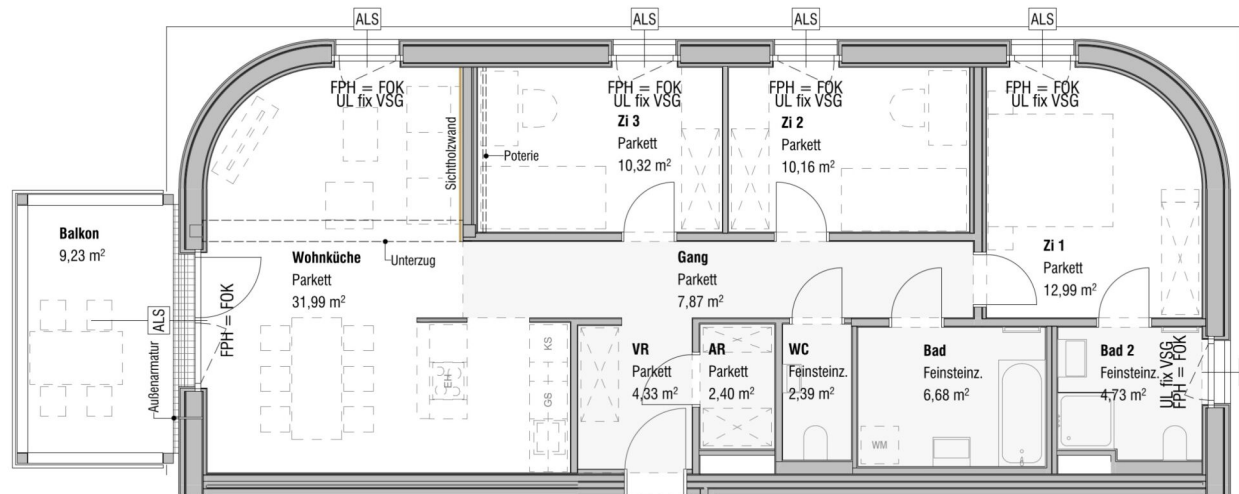 ALS
ALS
ALS
ALS
FPH = FOK
UL fix VSG
FPH = FOK
UL fix VSG
FPH = FOK
UL fix VSG
FPH = FOK
UL fix VSG
Sichtholzwand
Poterie
Zi 3
Parkett
10,32 m²
Zi 2
Parkett
10,16 m²
Balkon
9,23 m²
Unterzug
Wohnküche
Parkett
31,99 m²
Gang
Parkett
7,87 m²
Zi 1
Parkett
12,99 m²
ALS
FPH = FOK
Außenarmatur
EH
KS
GS
VR
Parkett
4,33 m²
AR
Parkett
2,40 m²
WC
Feinsteinz.
2,39 m²
Bad
Feinsteinz.
6,68 m²
WM
Bad 2
Feinsteinz.
4,73 m²
UL fix VSG
FPH = FOK